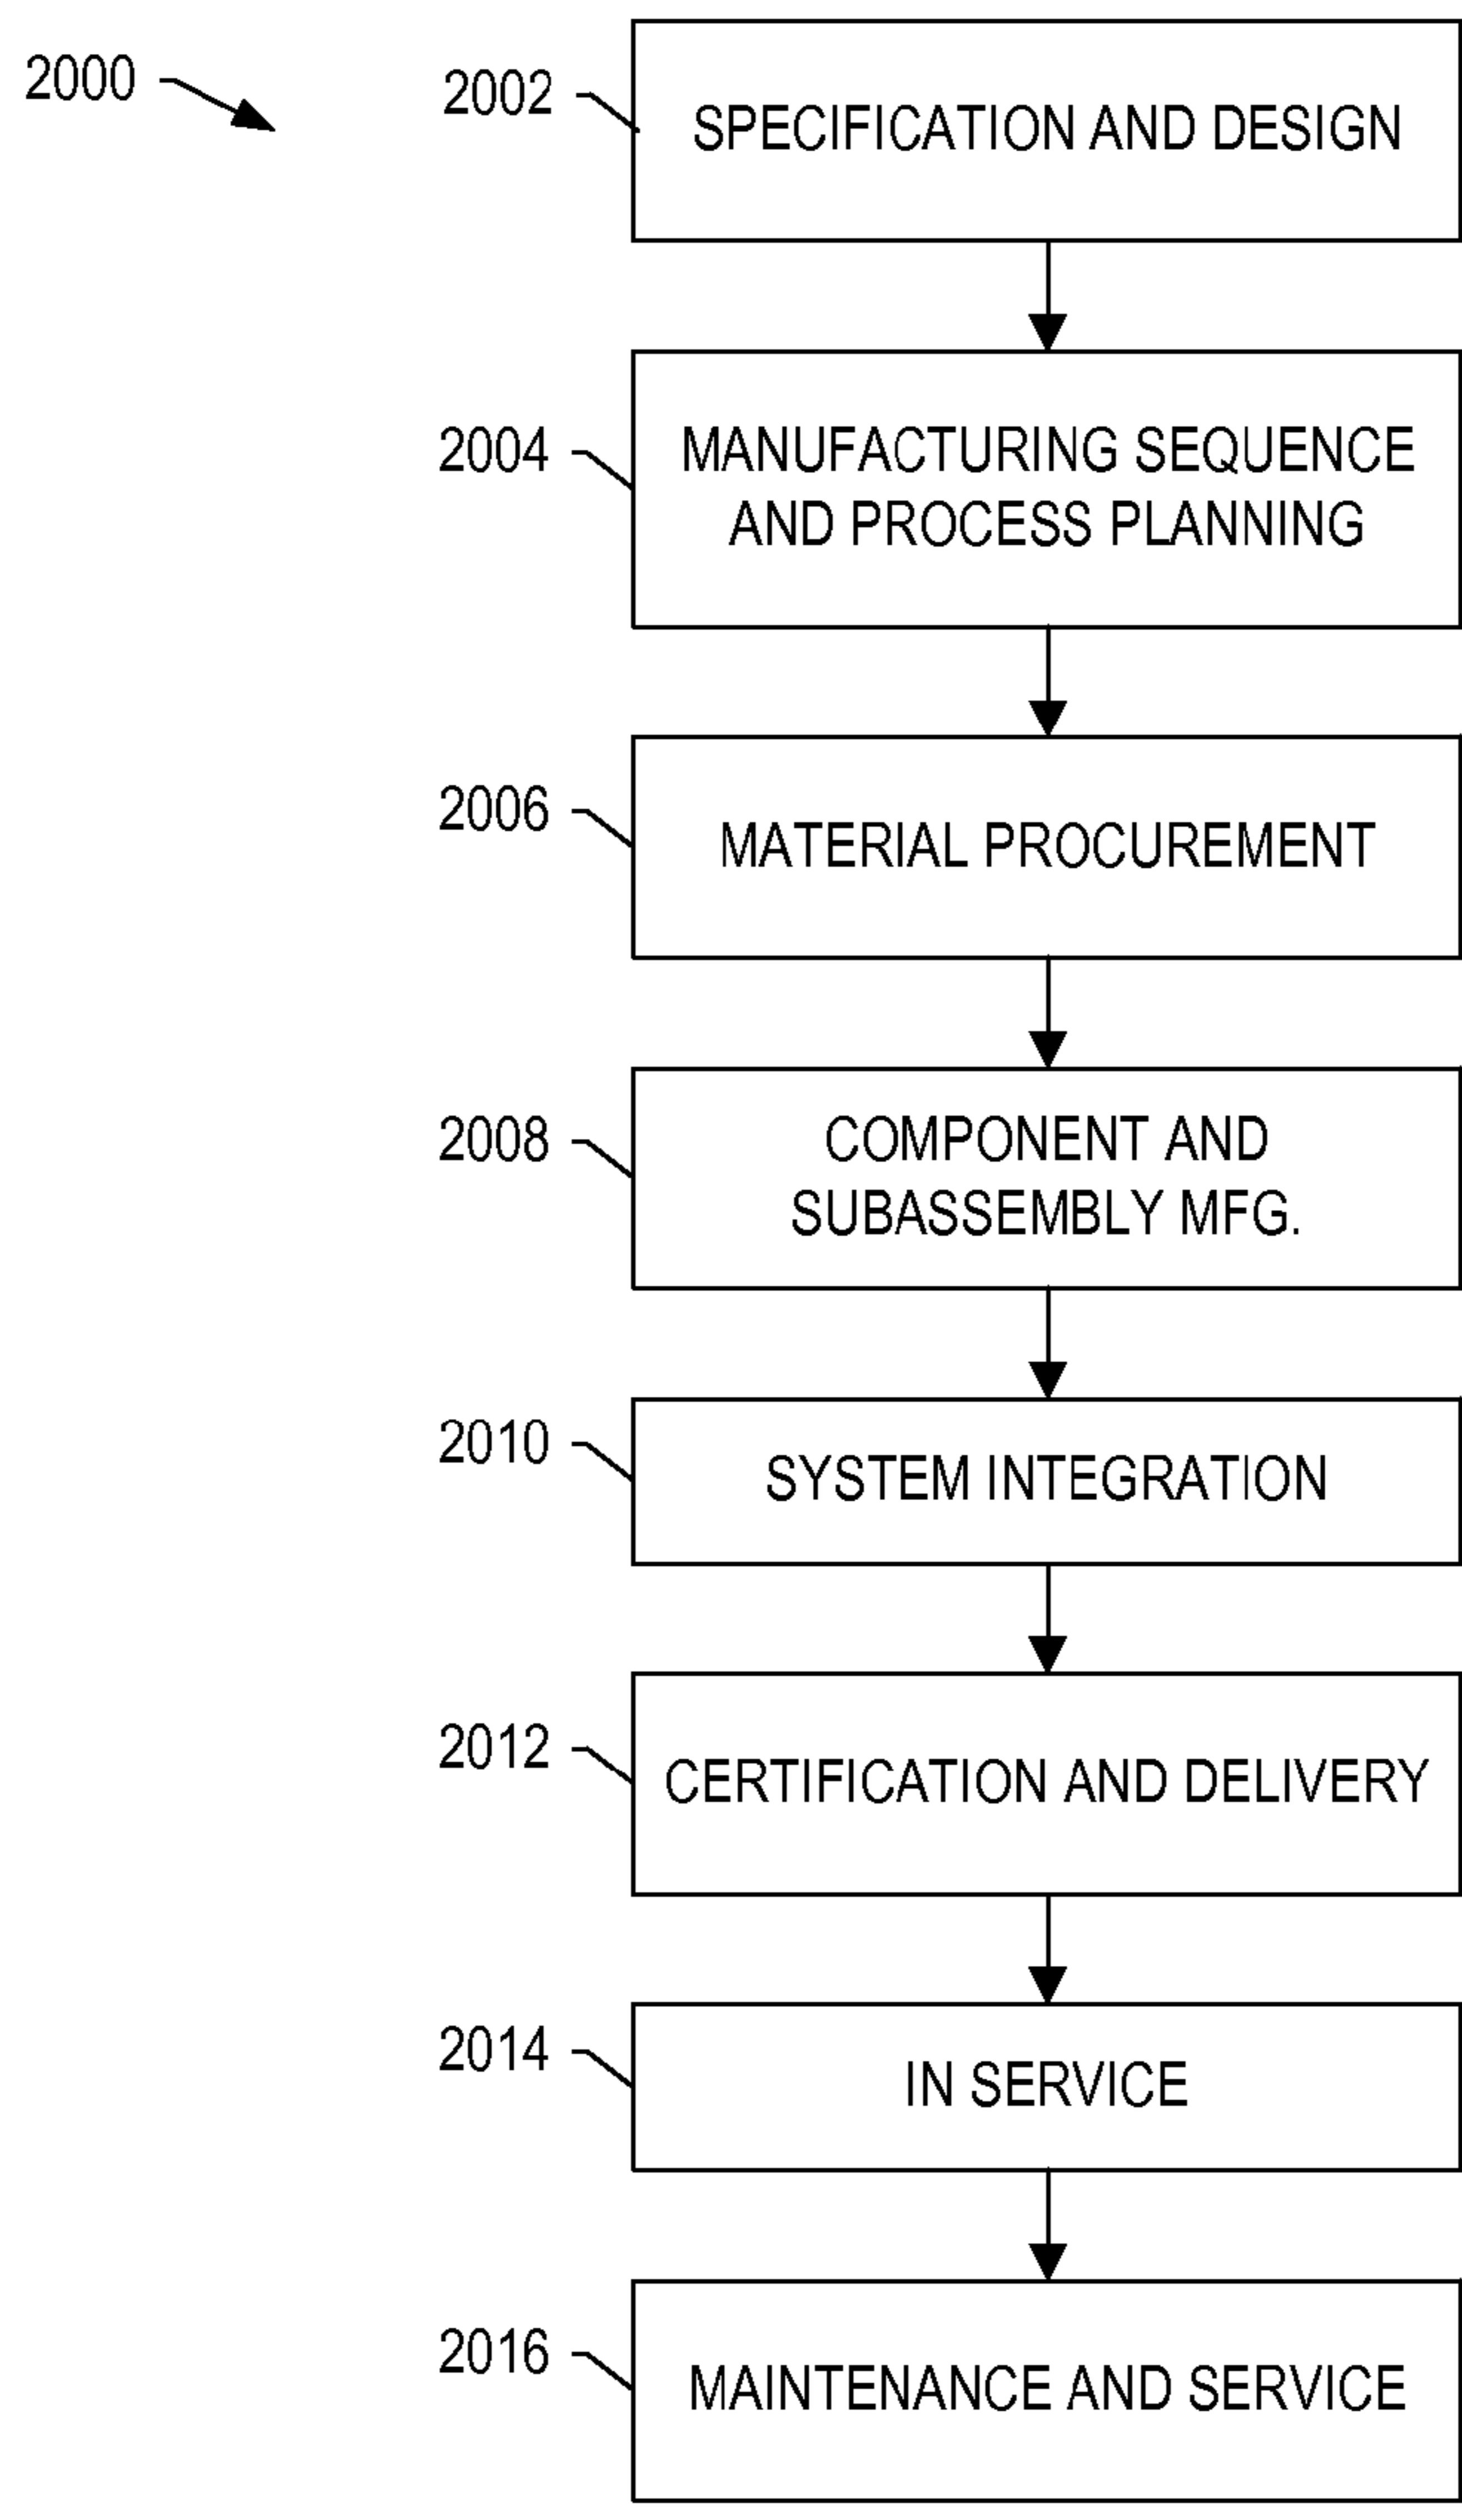 2000
2002
SPECIFICATION AND DESIGN
2004
MANUFACTURING SEQUENCE
AND PROCESS PLANNING
2006
MATERIAL PROCUREMENT
2008
COMPONENT AND
SUBASSEMBLY MFG.
2010
SYSTEM INTEGRATION
2012
CERTIFICATION AND DELIVERY
2014
IN SERVICE
2016
MAINTENANCE AND SERVICE